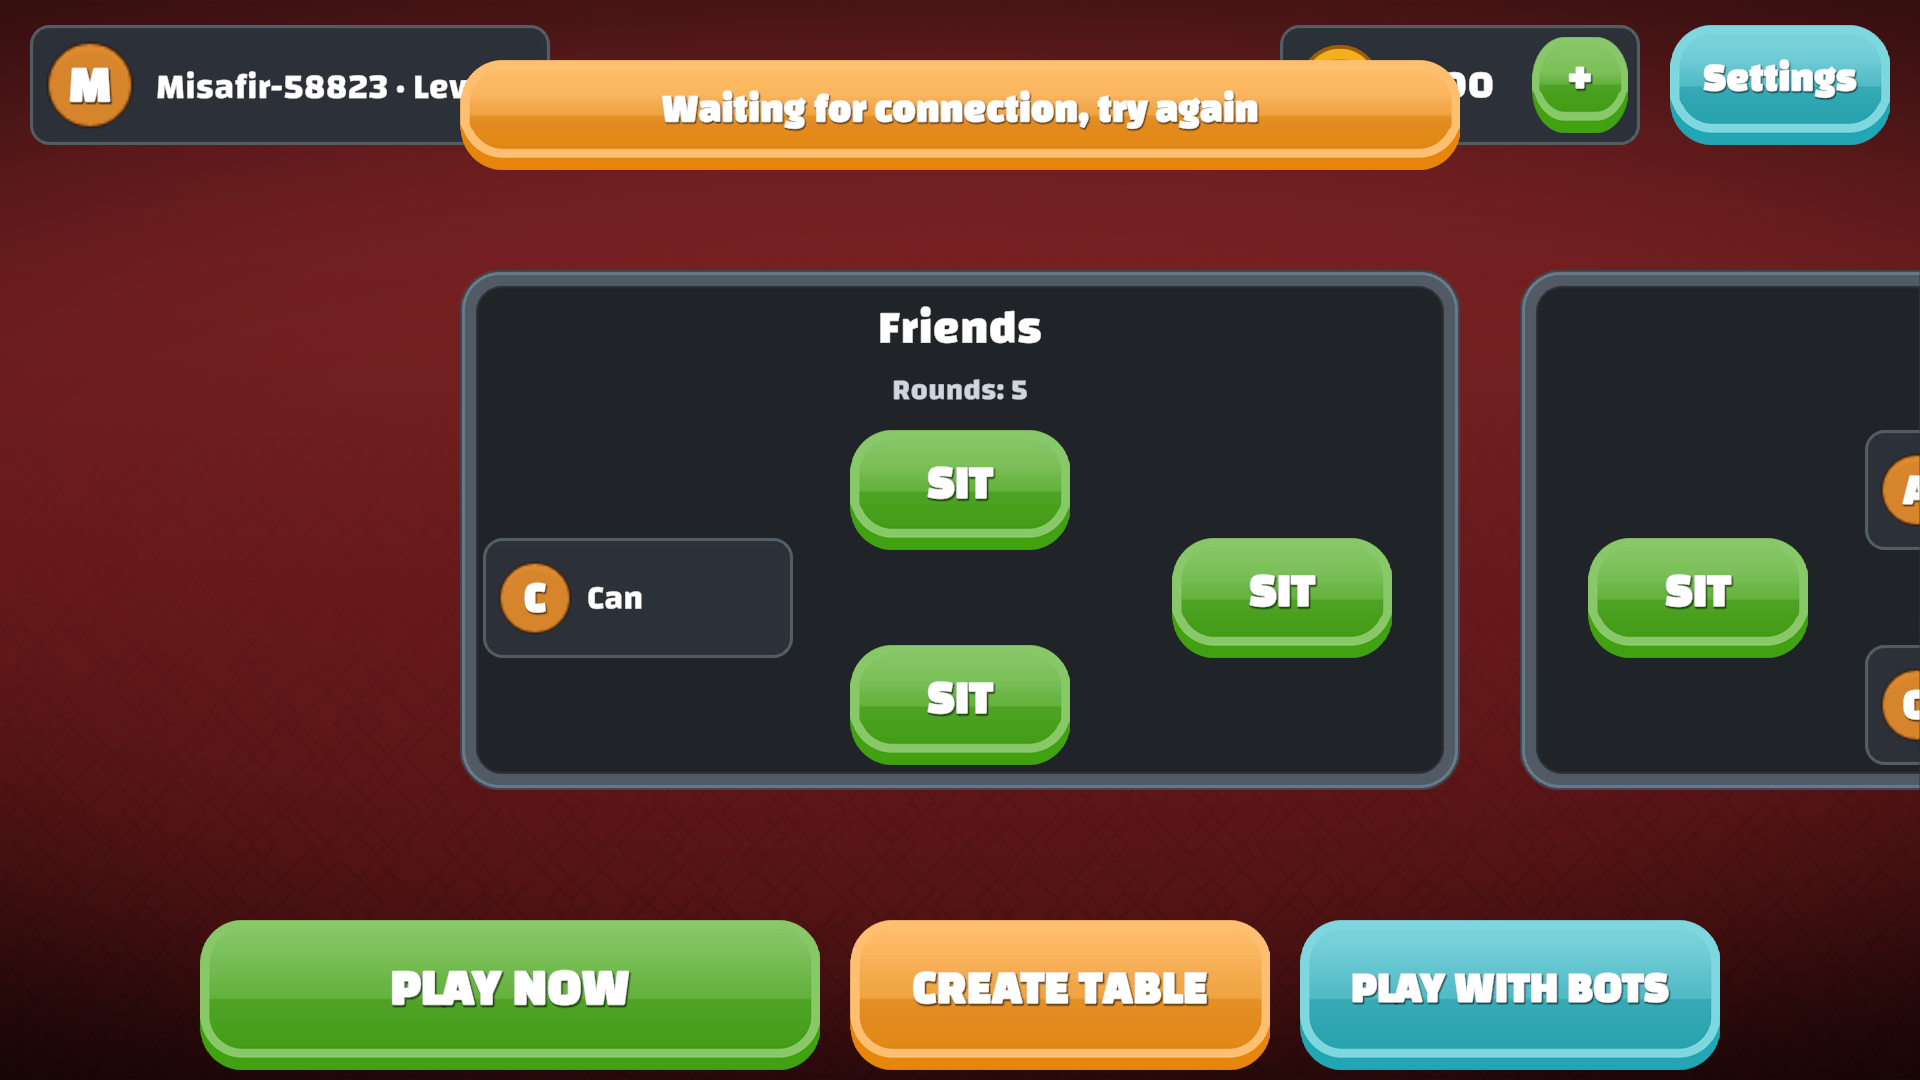 M
Misafir-58823 · Lev
Waiting for connection, try again
+
Settings
Friends
Rounds: 5
SIT
C
Can
SIT
SIT
SIT
PLAY NOW
CREATE TABLE
PLAY WITH BOTS